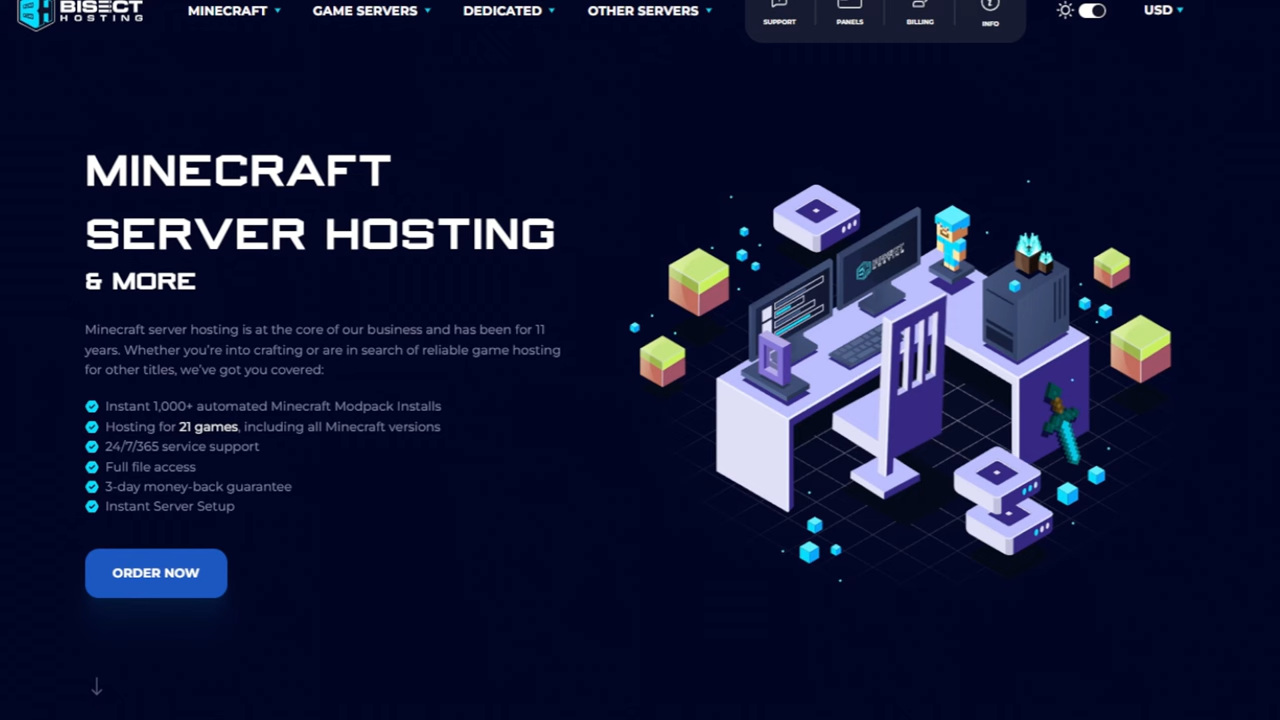 BISECT
HOSTING
MINECRAFT
GAME SERVERS
DEDICATED
OTHER SERVERS
SUPPORT
PANELS
BILLING
INFO
USD
MINECRAFT
SERVER HOSTING
& MORE
Minecraft server hosting is at the core of our business and has been for 11
years. Whether you're into crafting or are in search of reliable game hosting
for other titles, we've got you covered:
Instant 1,000+ automated Minecraft Modpack Installs
Hosting for 21 games, including all Minecraft versions
24/7/365 service support
Full file access
3-day money-back guarantee
Instant Server Setup
ORDER NOW